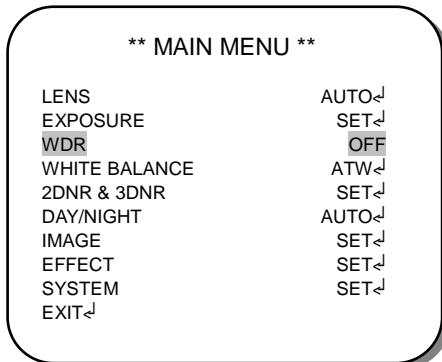 ** MAIN MENU **
LENS AUTO↲
EXPOSURE SET↲
WDR OFF
WHITE BALANCE ATW↲
2DNR & 3DNR SET↲
DAY/NIGHT AUTO↲
IMAGE SET↲
EFFECT SET↲
SYSTEM SET↲
EXIT↲